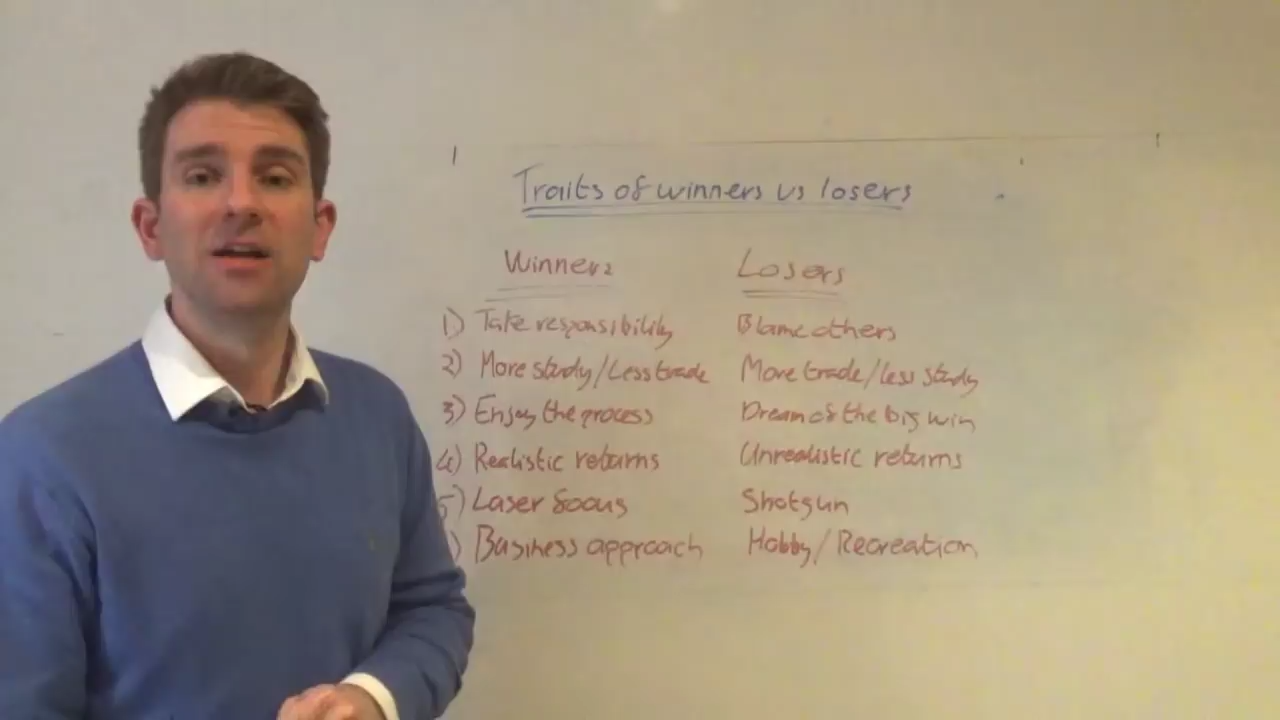 Traits of winners vs losers
Winners Losers
1) Take responsibility Blame others
2) More study/Less trade More trade/less study
3) Enjoy the process Dream of the big win
4) Realistic returns Unrealistic returns
5) Laser focus Shotgun
) Business approach Hobby/Recreation